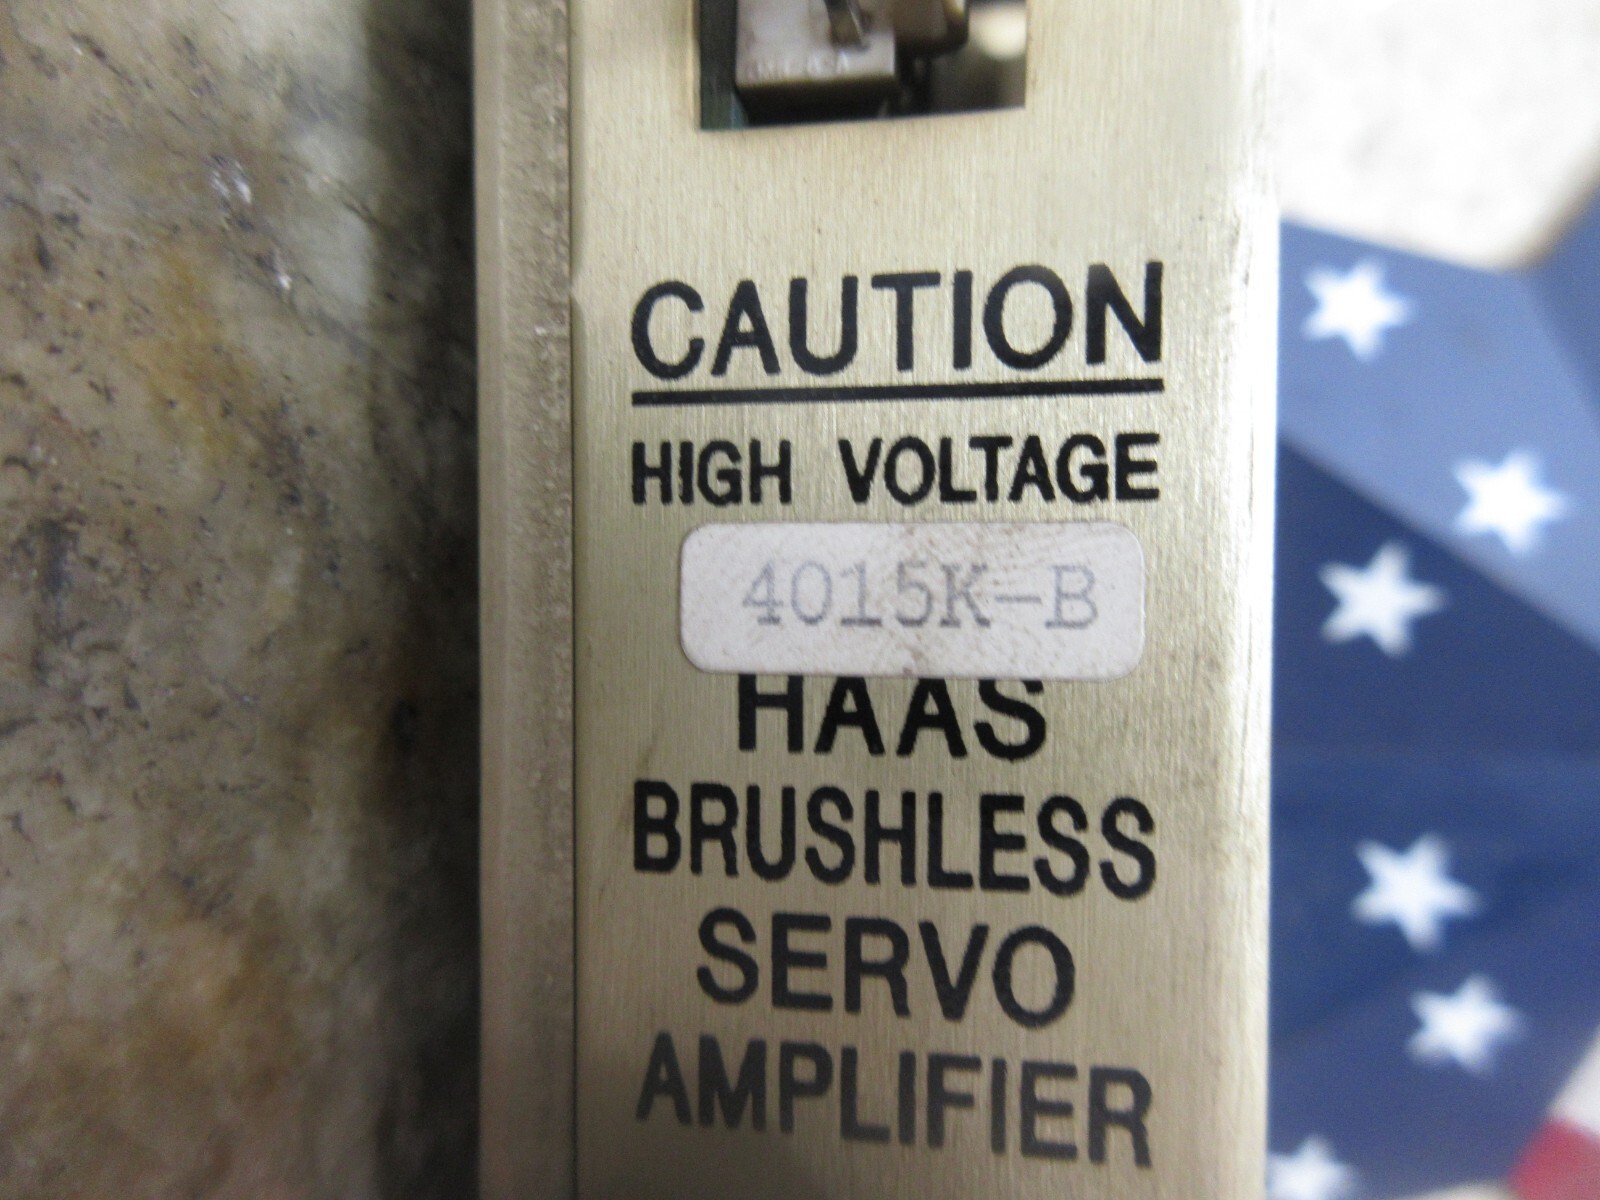 CAUTION
HIGH VOLTAGE
4015K-B
HAAS
BRUSHLESS
SERVO
AMPLIFIER